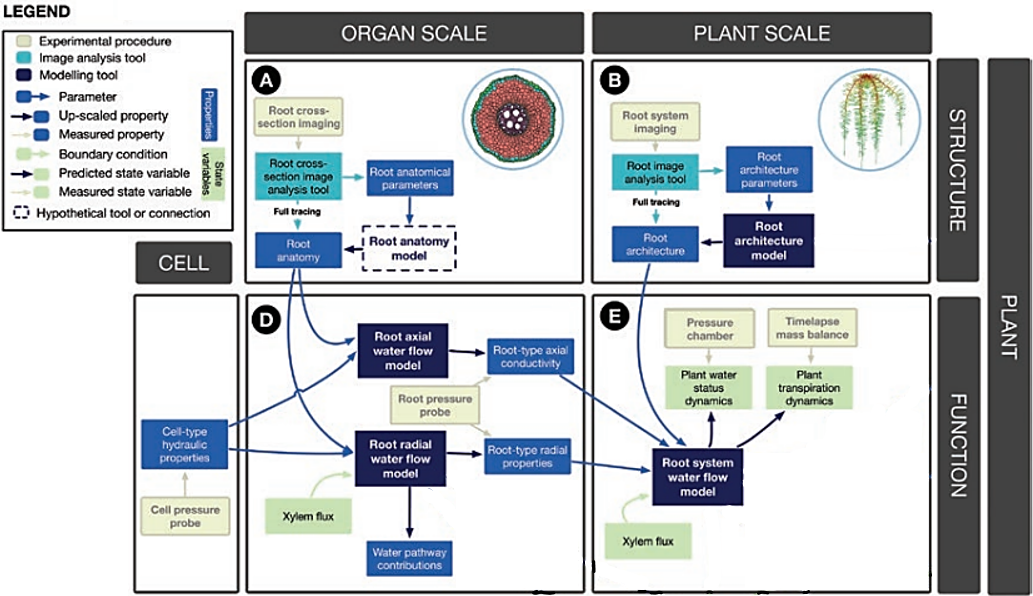 LEGEND
Experimental procedure
Image analysis tool
Modelling tool
Parameter
Up-scaled property
Measured property
Properties
Boundary condition
Predicted state variable
Measured state variable
State
variables
Hypothetical tool or connection
ORGAN SCALE
PLANT SCALE
CELL
STRUCTURE
FUNCTION
PLANT
A
Root cross-
section imaging
Root cross-
section image
analysis tool
Root anatomical
parameters
Full tracing
Root
anatomy
Root anatomy
model
B
Root system
imaging
Root image
analysis tool
Root
architecture
parameters
Full tracing
Root
architecture
Root
architecture
model
Cell-type
hydraulic
properties
Cell pressure
probe
D
Root axial
water flow
model
Root-type axial
conductivity
Root pressure
probe
Root radial
water flow
model
Root-type radial
properties
Xylem flux
Water pathway
contributions
E
Pressure
chamber
Timelapse
mass balance
Plant water
status
dynamics
Plant
transpiration
dynamics
Root system
water flow
model
Xylem flux